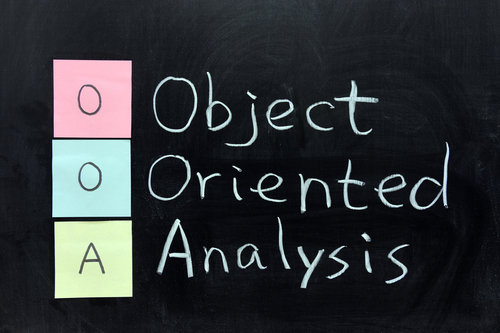 O Object
O Oriented
A Analysis